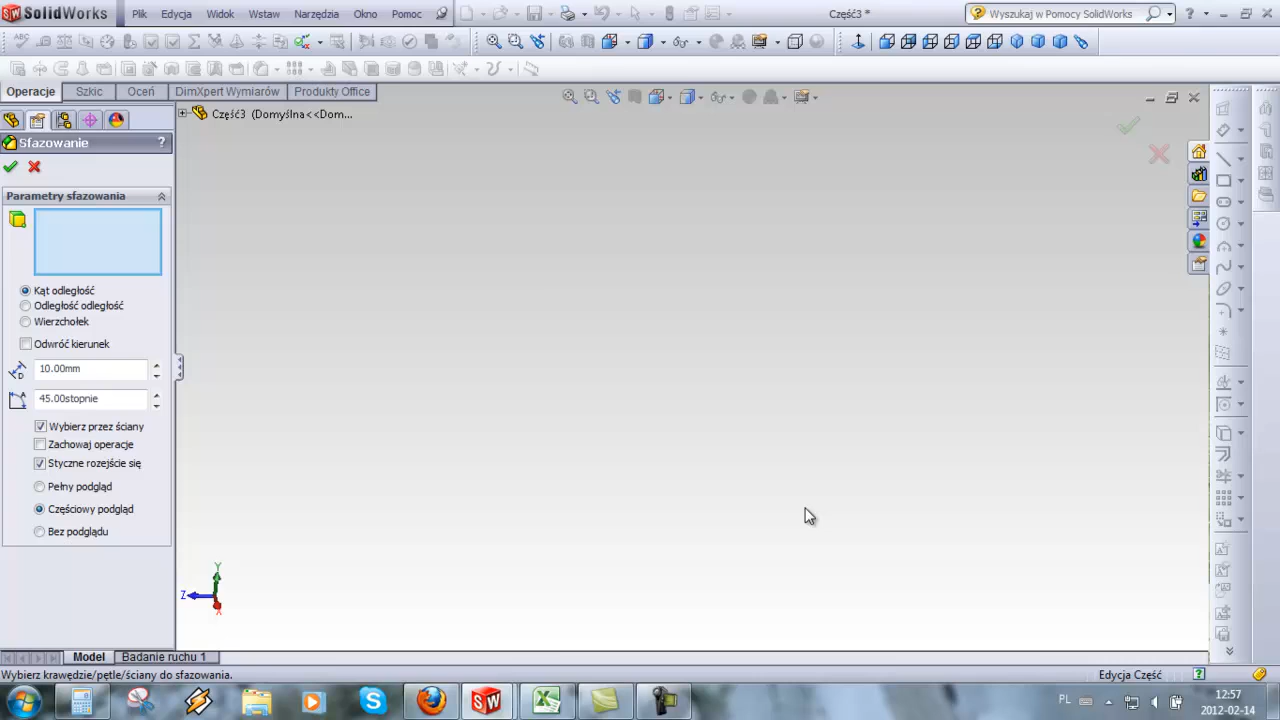 SolidWorks
Plik Edycja Widok Wstaw Narzędzia Okno Pomoc
Część3 *
Wyszukaj w Pomocy SolidWorks
Operacje Szkic Oceń DimXpert Wymiarów Produkty Office
Część3 (Domyślna<<Dom...
Sfazowanie ?
Parametry sfazowania
Kąt odległość
Odległość odległość
Wierzchołek
Odwróć kierunek
10.00mm
45.00stopnie
Wybierz przez ściany
Zachowaj operacje
Styczne rozejście się
Pełny podgląd
Częściowy podgląd
Bez podglądu
Y
Z
X
Model Badanie ruchu 1
Wybierz krawędzie/pętle/ściany do sfazowania.
Edycja Część
PL
12:57
2012-02-14